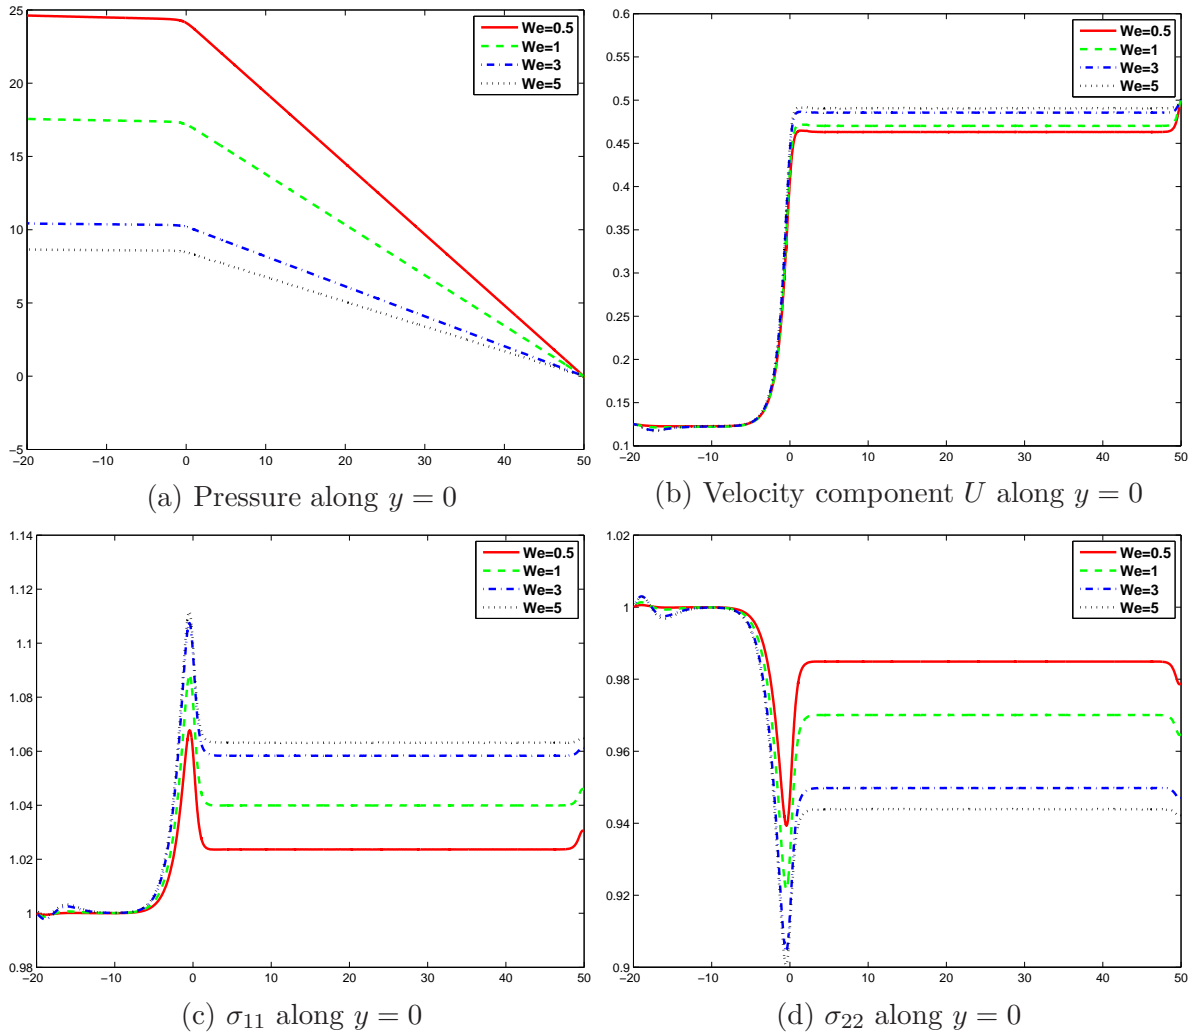 25
20
15
10
5
0
−5
−20 −10 0 10 20 30 40 50
We=0.5
We=1
We=3
We=5
(a) Pressure along y = 0
0.6
0.55
0.5
0.45
0.4
0.35
0.3
0.25
0.2
0.15
0.1
−20 −10 0 10 20 30 40 50
We=0.5
We=1
We=3
We=5
(b) Velocity component U along y = 0
1.14
1.12
1.1
1.08
1.06
1.04
1.02
1
0.98
−20 −10 0 10 20 30 40 50
We=0.5
We=1
We=3
We=5
(c) σ₁₁ along y = 0
1.02
1
0.98
0.96
0.94
0.92
0.9
−20 −10 0 10 20 30 40 50
We=0.5
We=1
We=3
We=5
(d) σ₂₂ along y = 0